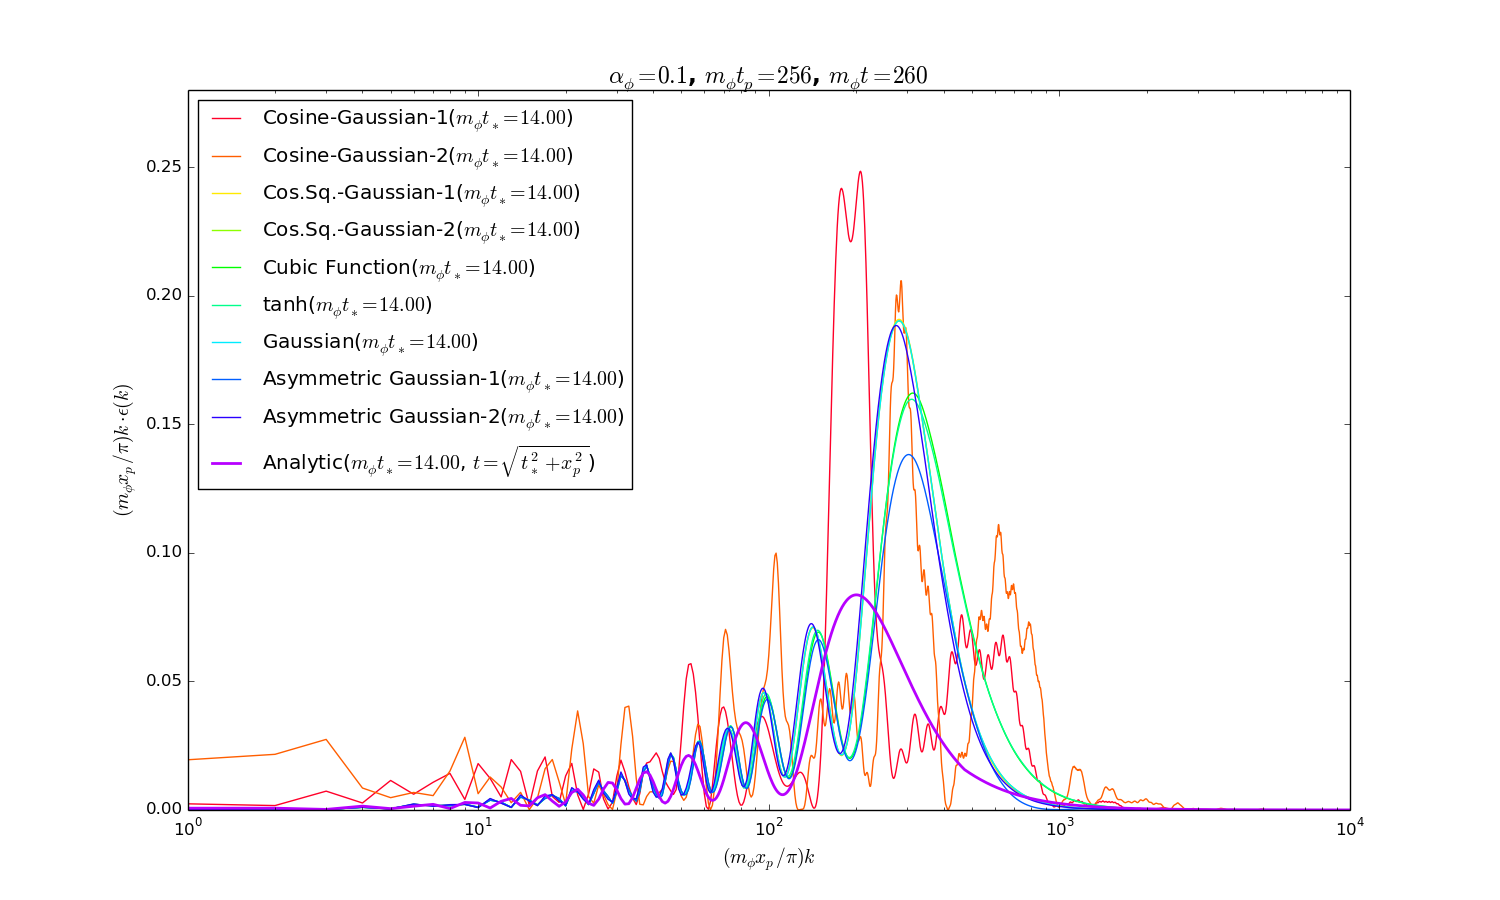 α_ϕ=0.1, m_ϕt_p=256, m_ϕt=260
Cosine-Gaussian-1(m_ϕt_*=14.00)
Cosine-Gaussian-2(m_ϕt_*=14.00)
Cos.Sq.-Gaussian-1(m_ϕt_*=14.00)
Cos.Sq.-Gaussian-2(m_ϕt_*=14.00)
Cubic Function(m_ϕt_*=14.00)
tanh(m_ϕt_*=14.00)
Gaussian(m_ϕt_*=14.00)
Asymmetric Gaussian-1(m_ϕt_*=14.00)
Asymmetric Gaussian-2(m_ϕt_*=14.00)
Analytic(m_ϕt_*=14.00, t=√(t_*^2+x_p^2))
0.25
0.20
0.15
0.10
0.05
0.00
(m_ϕx_p/π)k·ϵ(k)
10^0
10^1
10^2
10^3
10^4
(m_ϕx_p/π)k